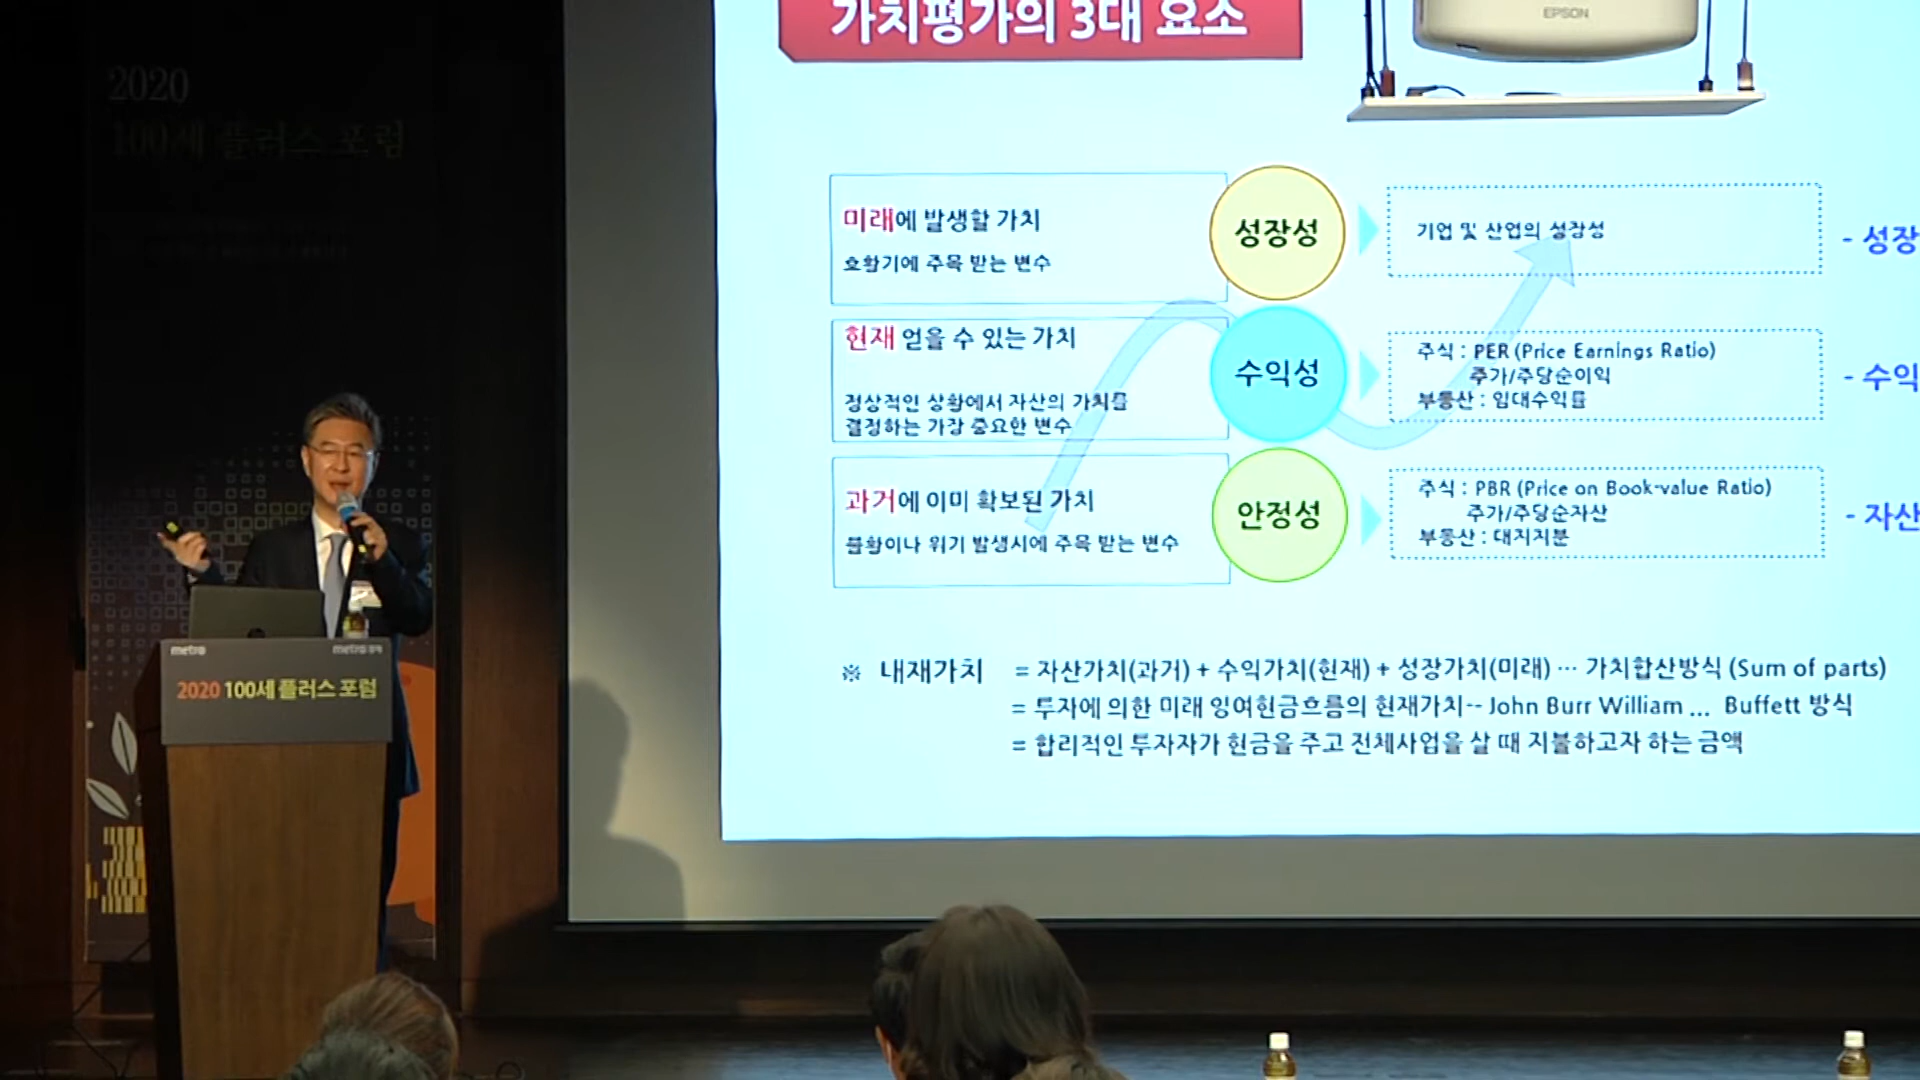 가치평가의 3대 요소
EPSON
2020
100세 플러스 포럼
미래에 발생할 가치
호황기에 주목 받는 변수
성장성
기업 및 산업의 성장성
- 성장
현재 얻을 수 있는 가치
정상적인 상황에서 자산의 가치를
결정하는 가장 중요한 변수
수익성
주식 : PER (Price Earnings Ratio)
주가/주당순이익
부동산 : 임대수익률
- 수익
과거에 이미 확보된 가치
불황이나 위기 발생시에 주목 받는 변수
안정성
주식 : PBR (Price on Book-value Ratio)
주가/주당순자산
부동산 : 대지지분
- 자산
※ 내재가치 = 자산가치(과거) + 수익가치(현재) + 성장가치(미래) ··· 가치합산방식 (Sum of parts)
= 투자에 의한 미래 잉여현금흐름의 현재가치-- John Burr William ... Buffett 방식
= 합리적인 투자자가 현금을 주고 전체사업을 살 때 지불하고자 하는 금액
metro
metro 경제
2020 100세 플러스 포럼